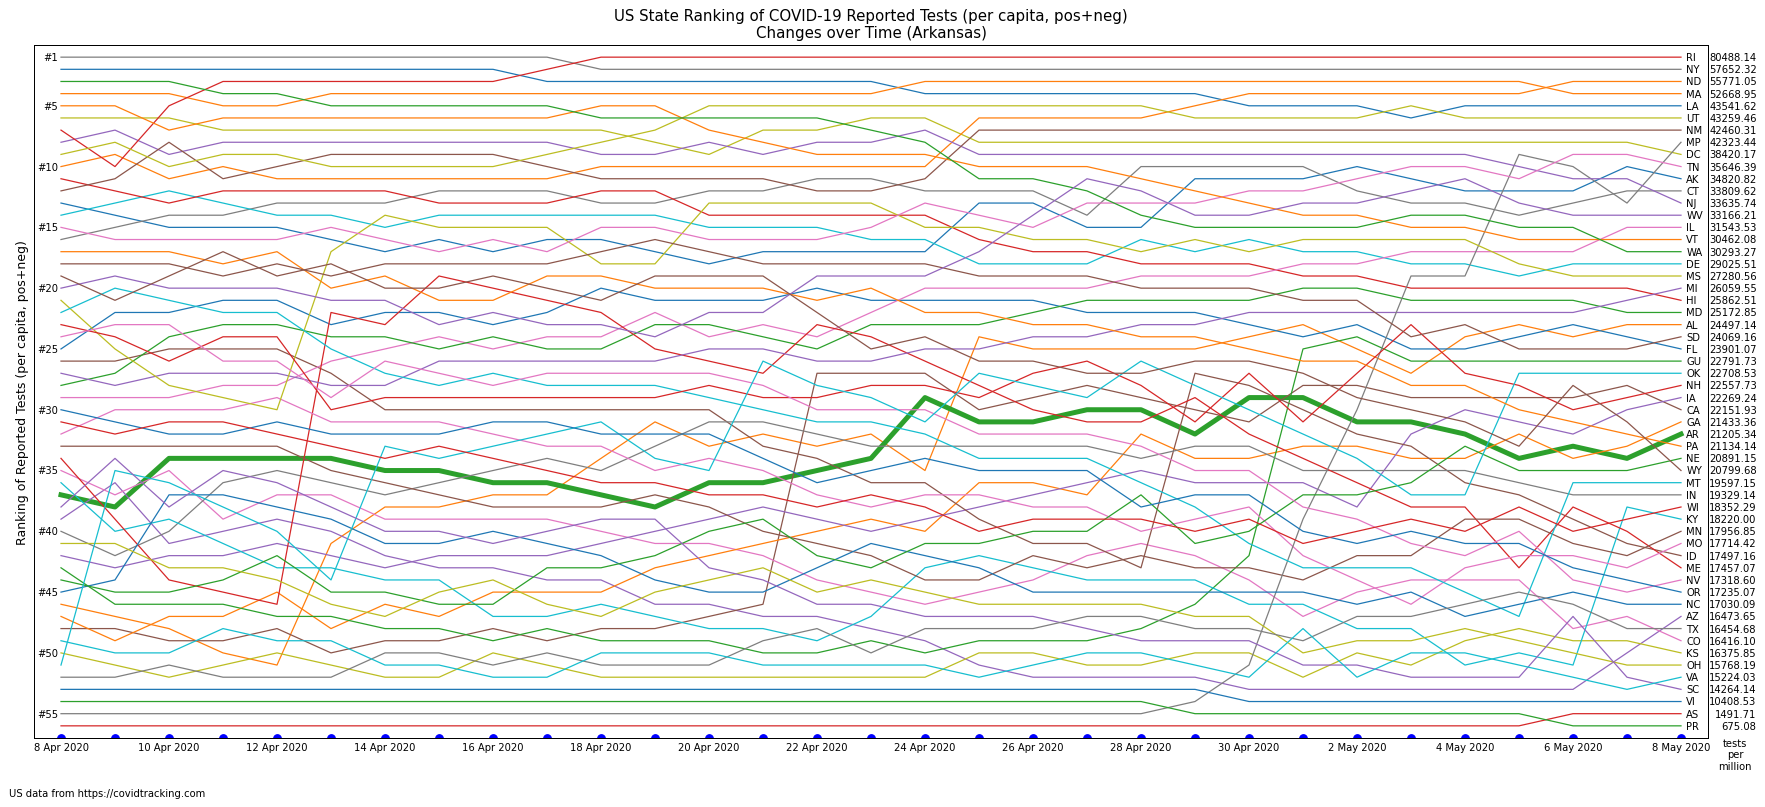 US State Ranking of COVID-19 Reported Tests (per capita, pos+neg)
Changes over Time (Arkansas)
Ranking of Reported Tests (per capita, pos+neg)
#1
#5
#10
#15
#20
#25
#30
#35
#40
#45
#50
#55
RI 80488.14
NY 57652.32
ND 55771.05
MA 52668.95
LA 43541.62
UT 43259.46
NM 42460.31
MP 42323.44
DC 38420.17
TN 35646.39
AK 34820.82
CT 33809.62
NJ 33635.74
WV 33166.21
IL 31543.53
VT 30462.08
WA 30293.27
DE 29025.51
MS 27280.56
MI 26059.55
HI 25862.51
MD 25172.85
AL 24497.14
SD 24069.16
FL 23901.07
GU 22791.73
OK 22708.53
NH 22557.73
IA 22269.24
CA 22151.93
GA 21433.36
AR 21205.34
PA 21134.14
NE 20891.15
WY 20799.68
MT 19597.15
IN 19329.14
WI 18352.29
KY 18220.00
MN 17956.85
MO 17714.42
ID 17497.16
ME 17457.07
NV 17318.60
OR 17235.07
NC 17030.09
AZ 16473.65
TX 16454.68
CO 16416.10
KS 16375.85
OH 15768.19
VA 15224.03
SC 14264.14
VI 10408.53
AS 1491.71
PR 675.08
8 Apr 2020 10 Apr 2020 12 Apr 2020 14 Apr 2020 16 Apr 2020 18 Apr 2020 20 Apr 2020 22 Apr 2020 24 Apr 2020 26 Apr 2020 28 Apr 2020 30 Apr 2020 2 May 2020 4 May 2020 6 May 2020 8 May 2020
tests
per
million
US data from https://covidtracking.com